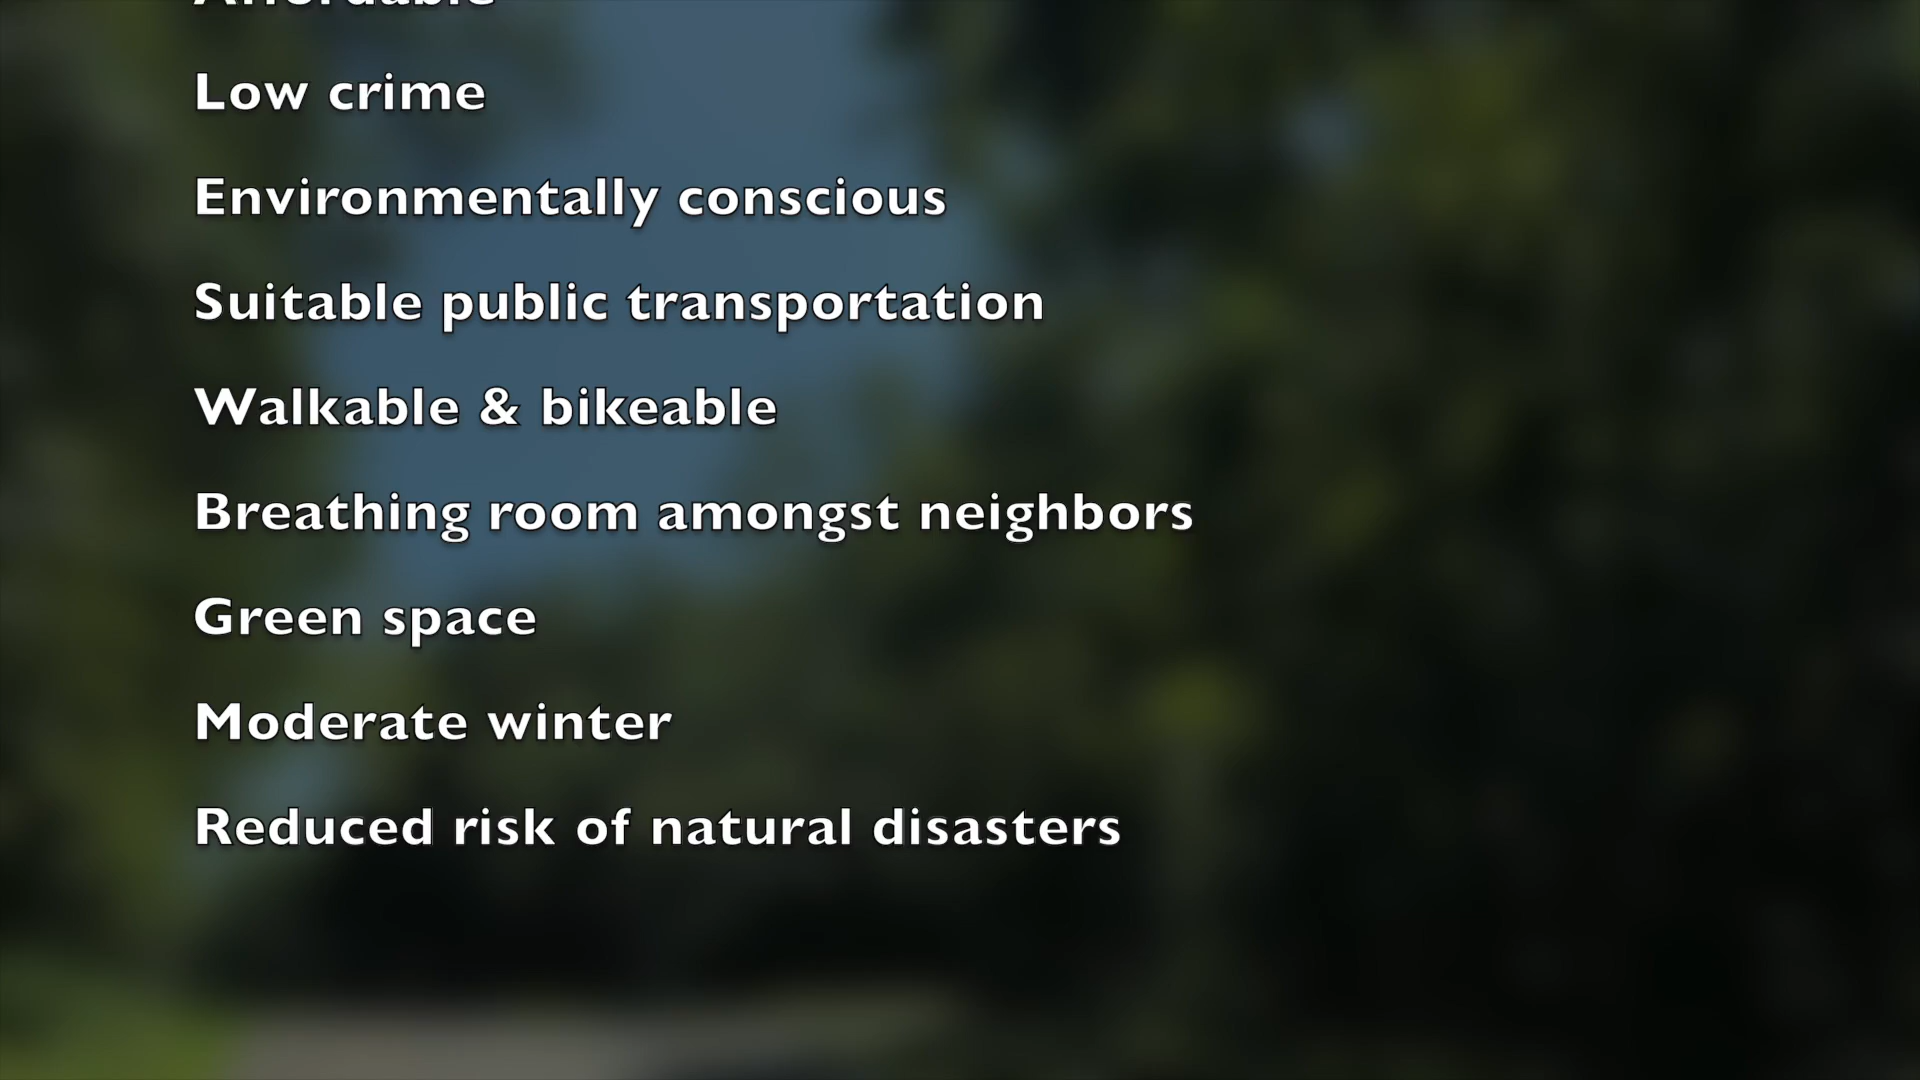 Affordable
Low crime
Environmentally conscious
Suitable public transportation
Walkable & bikeable
Breathing room amongst neighbors
Green space
Moderate winter
Reduced risk of natural disasters